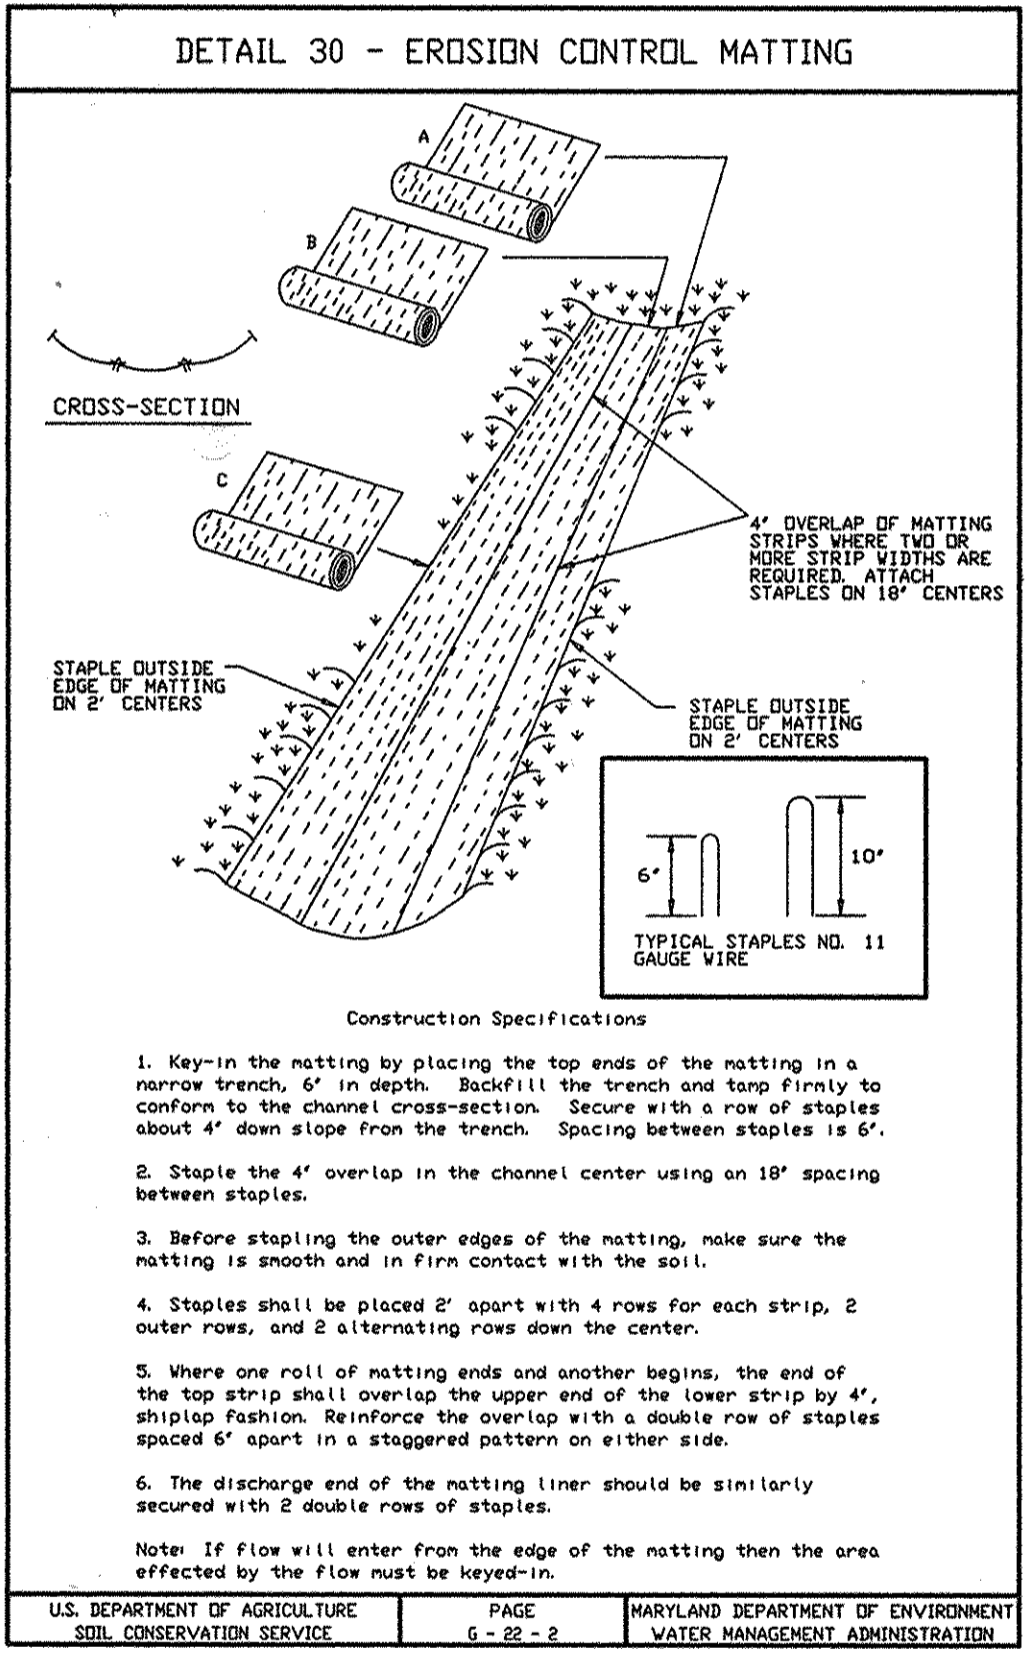 DETAIL 30 - EROSION CONTROL MATTING
A
B
CROSS-SECTION
C
4" OVERLAP OF MATTING
STRIPS WHERE TWO OR
MORE STRIP WIDTHS ARE
REQUIRED. ATTACH
STAPLES ON 18" CENTERS
STAPLE OUTSIDE
EDGE OF MATTING
ON 2' CENTERS
STAPLE OUTSIDE
EDGE OF MATTING
ON 2' CENTERS
6"
10"
TYPICAL STAPLES NO. 11
GAUGE WIRE
Construction Specifications
1. Key-in the matting by placing the top ends of the matting in a
narrow trench, 6" in depth. Backfill the trench and tamp firmly to
conform to the channel cross-section. Secure with a row of staples
about 4" down slope from the trench. Spacing between staples is 6".
2. Staple the 4" overlap in the channel center using an 18" spacing
between staples.
3. Before stapling the outer edges of the matting, make sure the
matting is smooth and in firm contact with the soil.
4. Staples shall be placed 2' apart with 4 rows for each strip, 2
outer rows, and 2 alternating rows down the center.
5. Where one roll of matting ends and another begins, the end of
the top strip shall overlap the upper end of the lower strip by 4",
shiplap fashion. Reinforce the overlap with a double row of staples
spaced 6" apart in a staggered pattern on either side.
6. The discharge end of the matting liner should be similarly
secured with 2 double rows of staples.
Note: If flow will enter from the edge of the matting then the area
effected by the flow must be keyed-in.
U.S. DEPARTMENT OF AGRICULTURE
SOIL CONSERVATION SERVICE
PAGE
G - 22 - 2
MARYLAND DEPARTMENT OF ENVIRONMENT
WATER MANAGEMENT ADMINISTRATION